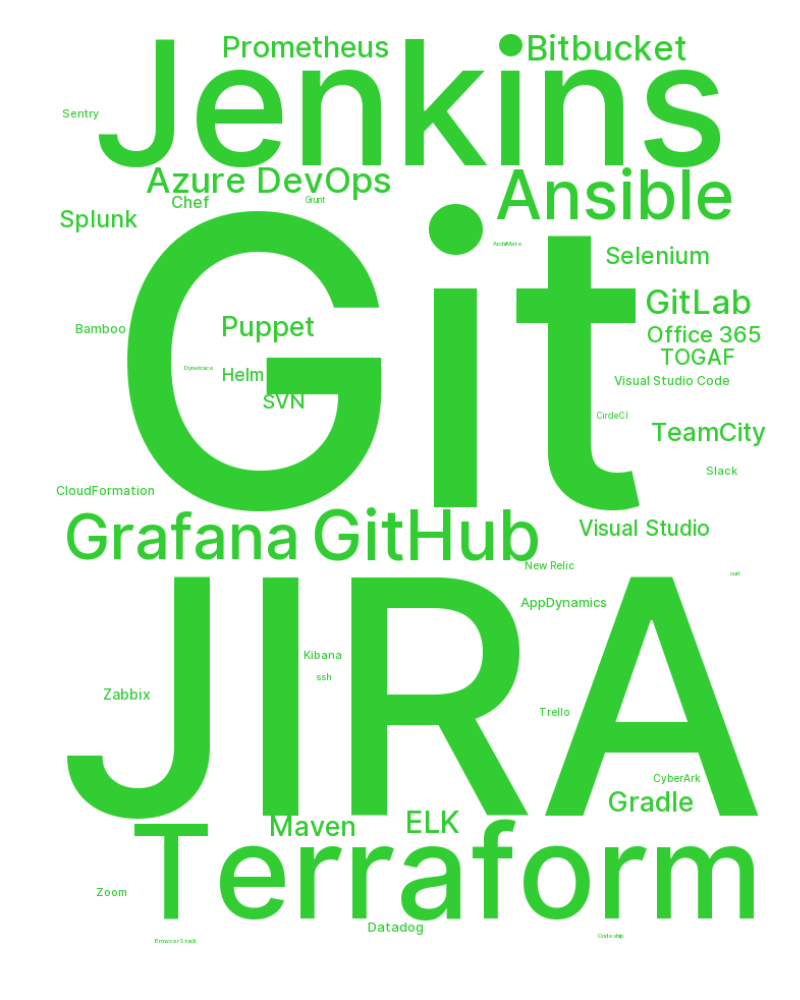 Prometheus
Bitbucket
Jenkins
Sentry
Azure DevOps
Ansible
Chef
Grunt
Splunk
ArchiMate
Selenium
Git
GitLab
Bamboo
Puppet
Office 365
TOGAF
Dynatrace
Helm
Visual Studio Code
SVN
CircleCI
TeamCity
Slack
CloudFormation
Grafana
GitHub
Visual Studio
New Relic
curl
AppDynamics
JIRA
Kibana
ssh
Zabbix
Trello
CyberArk
Gradle
Maven
ELK
Terraform
Zoom
Datadog
BrowserStack
Codeship